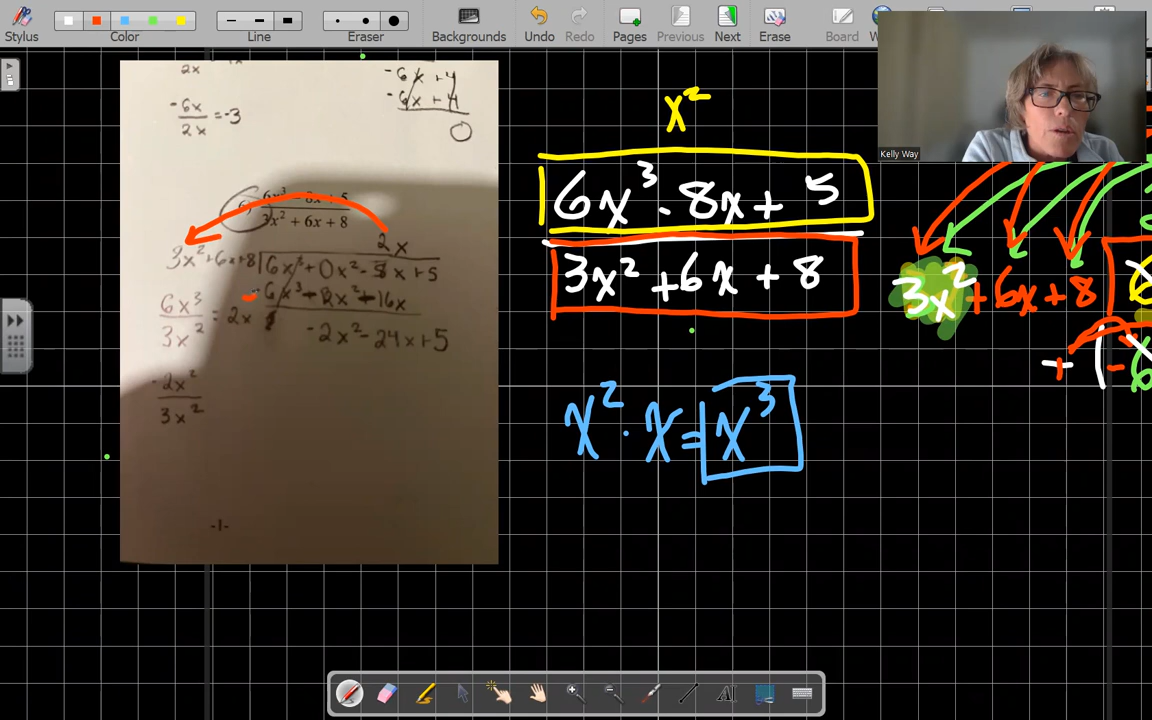 Stylus
Color
Line
Eraser
Backgrounds
Undo
Redo
Pages
Previous
Next
Erase
Board
Kelly Way
2x
-6x + 4
-6x + 4
0
-6x
2x
= -3
6x³ - 8x + 5
3x² + 6x + 8
2x
3x² + 6x + 8
6x³ + 0x² - 8x + 5
6x³ + 12x² + 16x
6x³
3x²
= 2x
-2x² - 24x + 5
-2x²
3x²
-1-
x²
6x³ - 8x + 5
3x² + 6x + 8
x² · x = x³
3x² + 6x + 8
AI